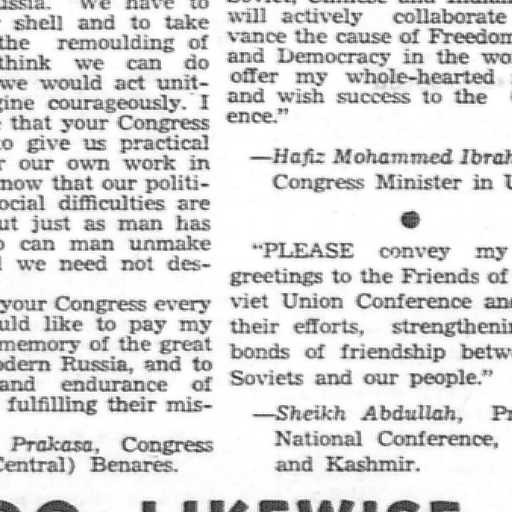 ussia. We have to
shell and to take
the remoulding of
think we can do
we would act unit-
gine courageously. I
that your Congress
to give us practical
r our own work in
now that our politi-
ocial difficulties are
ut just as man has
o can man unmake
we need not des-
your Congress every
uld like to pay my
memory of the great
odern Russia, and to
and endurance of
fulfilling their mis-
Prakasa, Congress
Central) Benares.
will actively collaborate
vance the cause of Freedom
and Democracy in the wo
offer my whole-hearted
and wish success to the
ence."
—Hafiz Mohammed Ibrah
Congress Minister in U
"PLEASE convey my
greetings to the Friends of
viet Union Conference an
their efforts, strengthenin
bonds of friendship betw
Soviets and our people."
—Sheikh Abdullah, Pr
National Conference,
and Kashmir.
LIKEWISE